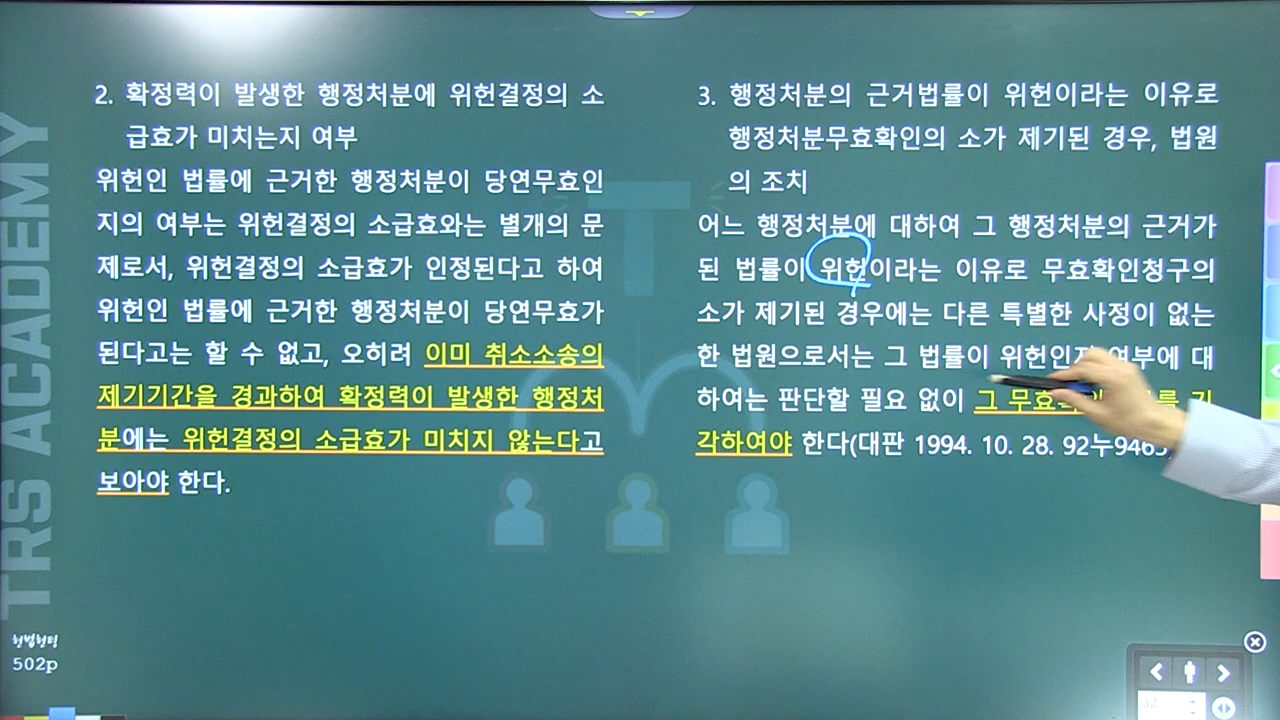 2. 확정력이 발생한 행정처분에 위헌결정의 소
급효가 미치는지 여부
위헌인 법률에 근거한 행정처분이 당연무효인
지의 여부는 위헌결정의 소급효와는 별개의 문
제로서, 위헌결정의 소급효가 인정된다고 하여
위헌인 법률에 근거한 행정처분이 당연무효가
된다고는 할 수 없고, 오히려 이미 취소소송의
제기기간을 경과하여 확정력이 발생한 행정처
분에는 위헌결정의 소급효가 미치지 않는다고
보아야 한다.
3. 행정처분의 근거법률이 위헌이라는 이유로
행정처분무효확인의 소가 제기된 경우, 법원
의 조치
어느 행정처분에 대하여 그 행정처분의 근거가
된 법률이 위헌이라는 이유로 무효확인청구의
소가 제기된 경우에는 다른 특별한 사정이 없는
한 법원으로서는 그 법률이 위헌인지 여부에 대
하여는 판단할 필요 없이 그
각하여야 한다(대판 1994. 10. 28. 92누9463
TRS ACADEMY
헌법헌팅
502p
32